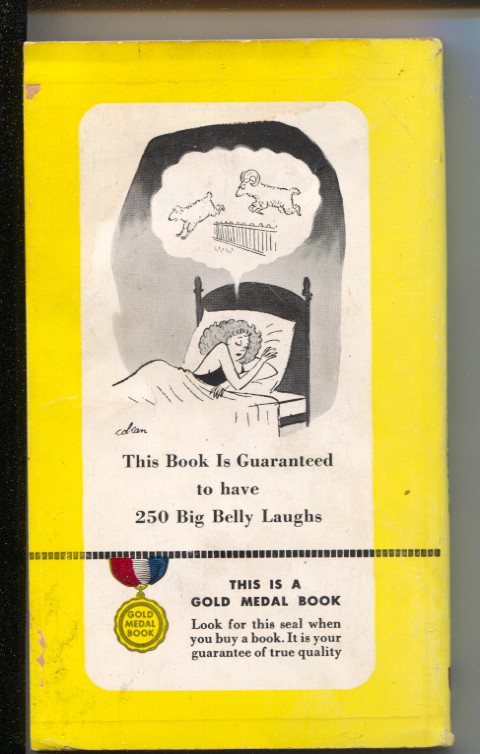 This Book Is Guaranteed
to have
250 Big Belly Laughs
THIS IS A
GOLD MEDAL BOOK
GOLD
MEDAL
BOOK
Look for this seal when
you buy a book. It is your
guarantee of true quality